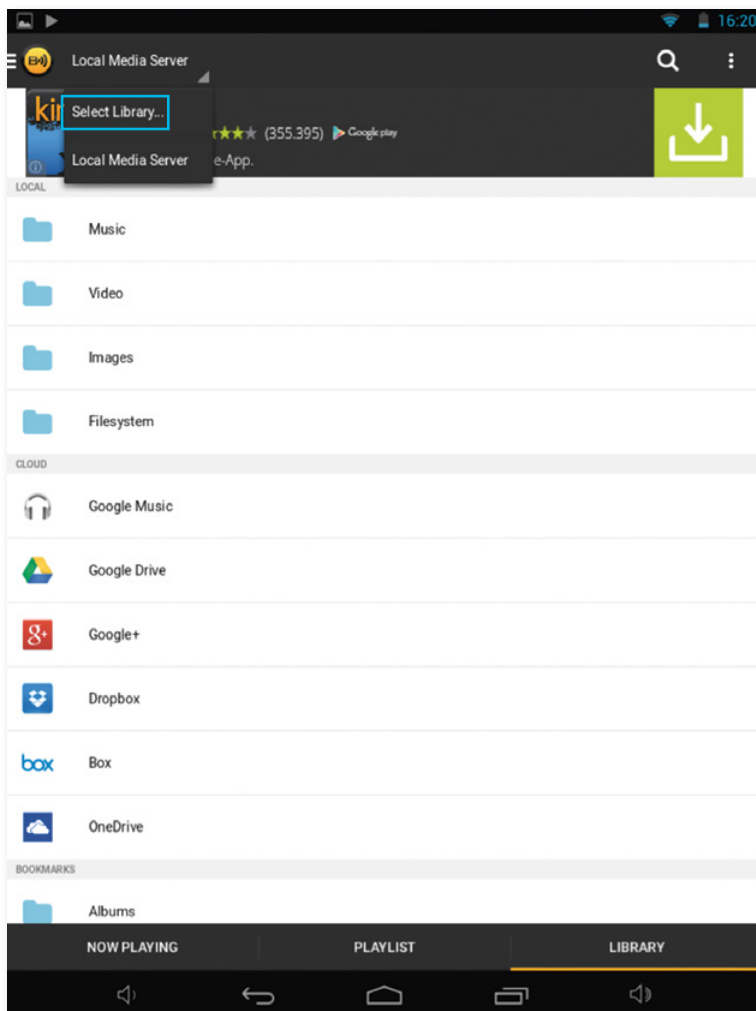 16:20
Local Media Server
Select Library...
(355.395) Google play
Local Media Server
e-App.
LOCAL
Music
Video
Images
Filesystem
CLOUD
Google Music
Google Drive
8+ Google+
Dropbox
box Box
OneDrive
BOOKMARKS
Albums
NOW PLAYING PLAYLIST LIBRARY